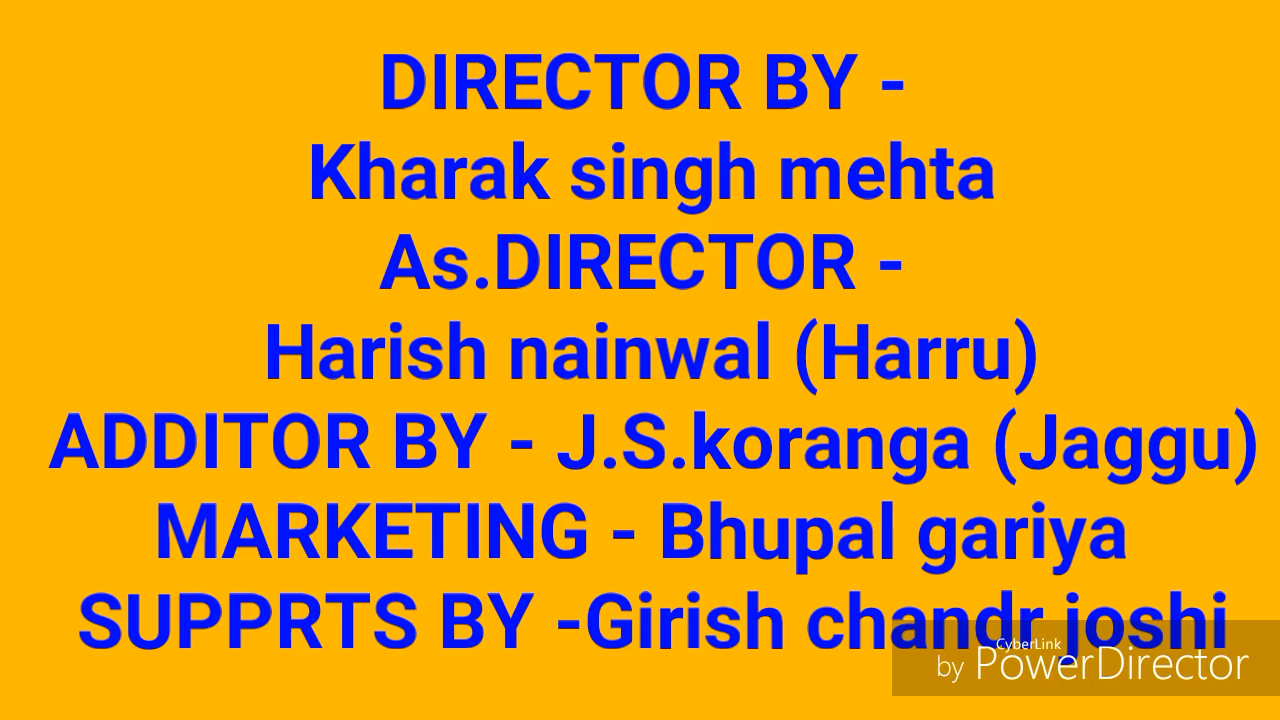 DIRECTOR BY -
Kharak singh mehta
As.DIRECTOR -
Harish nainwal (Harru)
ADDITOR BY - J.S.koranga (Jaggu)
MARKETING - Bhupal gariya
SUPPRTS BY -Girish chandr joshi
CyberLink
by PowerDirector